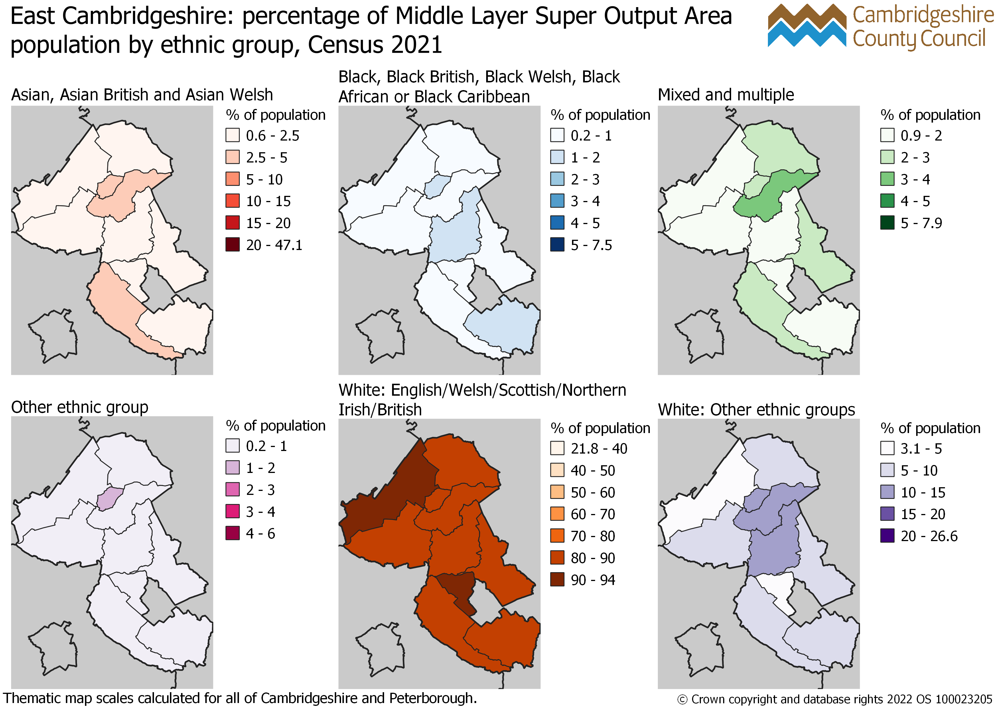 East Cambridgeshire: percentage of Middle Layer Super Output Area
population by ethnic group, Census 2021
Cambridgeshire
County Council
Asian, Asian British and Asian Welsh
% of population
0.6 - 2.5
2.5 - 5
5 - 10
10 - 15
15 - 20
20 - 47.1
Black, Black British, Black Welsh, Black
African or Black Caribbean
% of population
0.2 - 1
1 - 2
2 - 3
3 - 4
4 - 5
5 - 7.5
Mixed and multiple
% of population
0.9 - 2
2 - 3
3 - 4
4 - 5
5 - 7.9
Other ethnic group
% of population
0.2 - 1
1 - 2
2 - 3
3 - 4
4 - 6
White: English/Welsh/Scottish/Northern
Irish/British
% of population
21.8 - 40
40 - 50
50 - 60
60 - 70
70 - 80
80 - 90
90 - 94
White: Other ethnic groups
% of population
3.1 - 5
5 - 10
10 - 15
15 - 20
20 - 26.6
Thematic map scales calculated for all of Cambridgeshire and Peterborough.
© Crown copyright and database rights 2022 OS 100023205